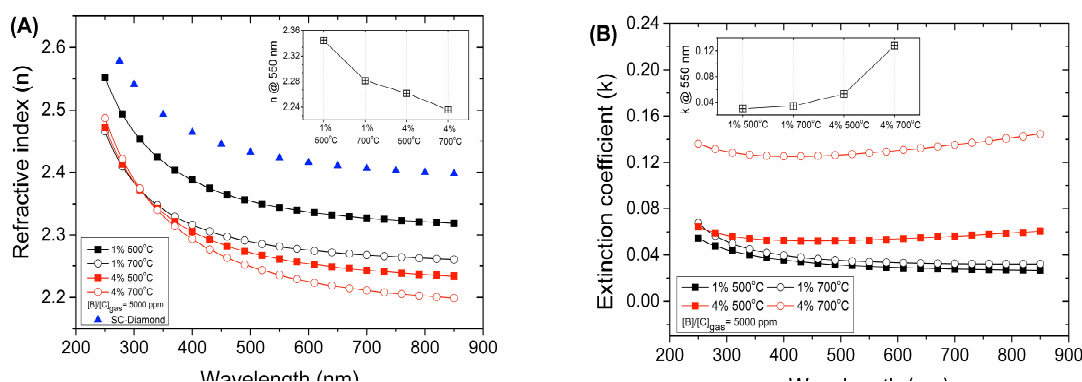 (A)
2.6
2.5
2.4
2.3
2.2
Refractive index (n)
2.36
2.28
2.24
n @ 550 nm
1% 1% 4% 4%
500°C 700°C 500°C 700°C
1% 500°C
1% 700°C
4% 500°C
4% 700°C
[B]/[C]gas= 5000 ppm
SC-Diamond
200 300 400 500 600 700 800 900
(B)
0.24
0.20
0.16
0.12
0.08
0.04
0.00
Extinction coefficient (k)
0.12
0.08
0.04
k @ 550 nm
1% 500°C 1% 700°C 4% 500°C 4% 700°C
1% 500°C 1% 700°C
4% 500°C 4% 700°C
[B]/[C]gas= 5000 ppm
200 300 400 500 600 700 800 900